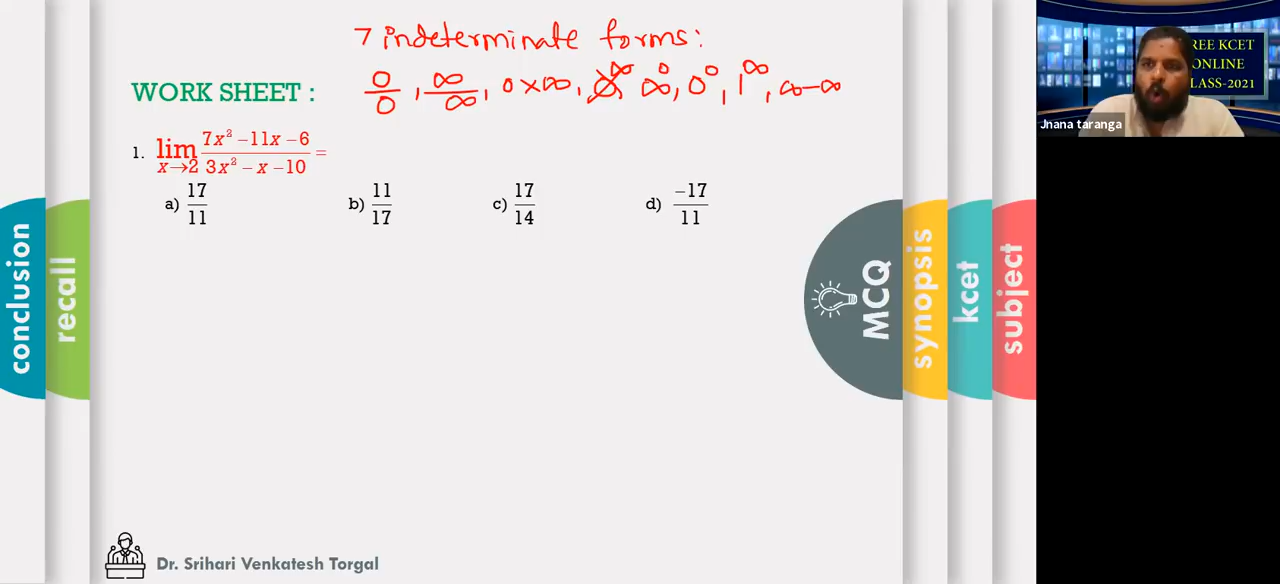 7 indeterminate forms:
WORK SHEET : 0/0, ∞/∞, 0×∞, ∞⁰, 0⁰, 1^∞, ∞-∞
1. lim x→2 (7x² −11x −6)/(3x² − x −10) =
a) 17/11 b) 11/17 c) 17/14 d) −17/11
conclusion
recall
MCQ
synopsis
kcet
subject
Dr. Srihari Venkatesh Torgal
REE KCET
ONLINE
LASS-2021
Jnana taranga